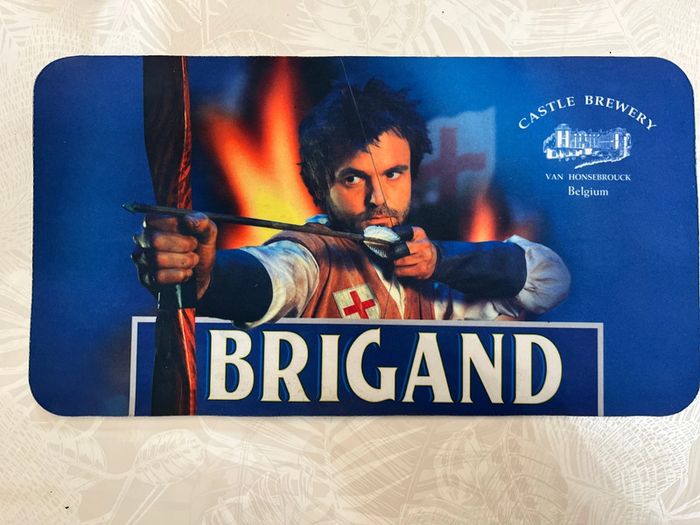 CASTLE BREWERY
VAN HONSEBROUCK
Belgium
BRIGAND